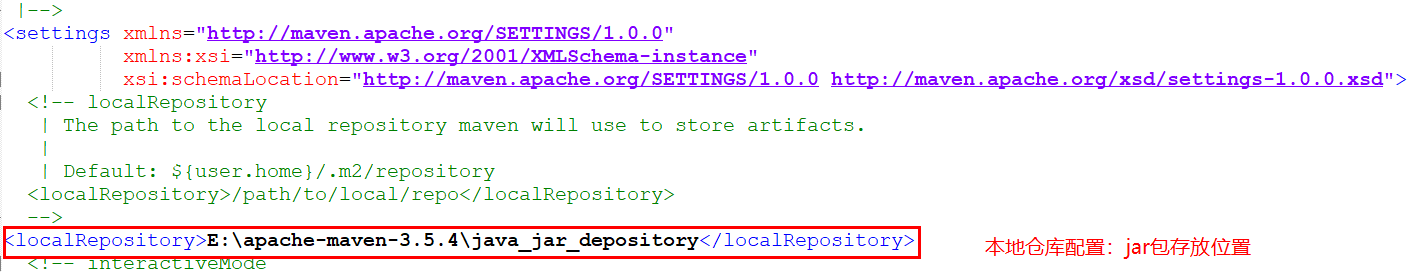 |-->
<settings xmlns="http://maven.apache.org/SETTINGS/1.0.0"
xmlns:xsi="http://www.w3.org/2001/XMLSchema-instance"
xsi:schemaLocation="http://maven.apache.org/SETTINGS/1.0.0 http://maven.apache.org/xsd/settings-1.0.0.xsd">
<!-- localRepository
| The path to the local repository maven will use to store artifacts.
|
| Default: ${user.home}/.m2/repository
<localRepository>/path/to/local/repo</localRepository>
-->
<localRepository>E:\apache-maven-3.5.4\java_jar_depository</localRepository>
本地仓库配置：jar包存放位置
<!-- interactiveMode